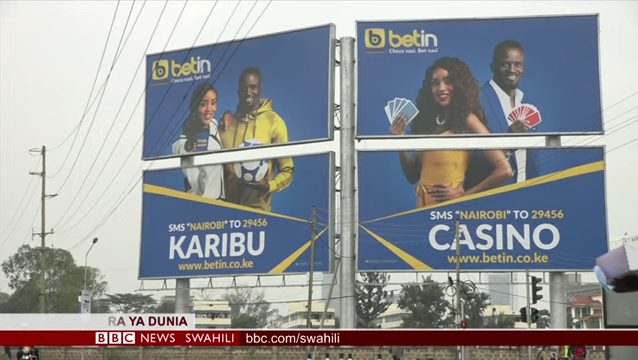 betin
Cheza nasi, Bet nasi
SMS "NAIROBI" TO 29456
KARIBU
www.betin.co.ke
betin
Cheza nasi, Bet nasi
SMS "NAIROBI" TO 29456
CASINO
www.betin.co.ke
RA YA DUNIA
BBC NEWS SWAHILI bbc.com/swahili